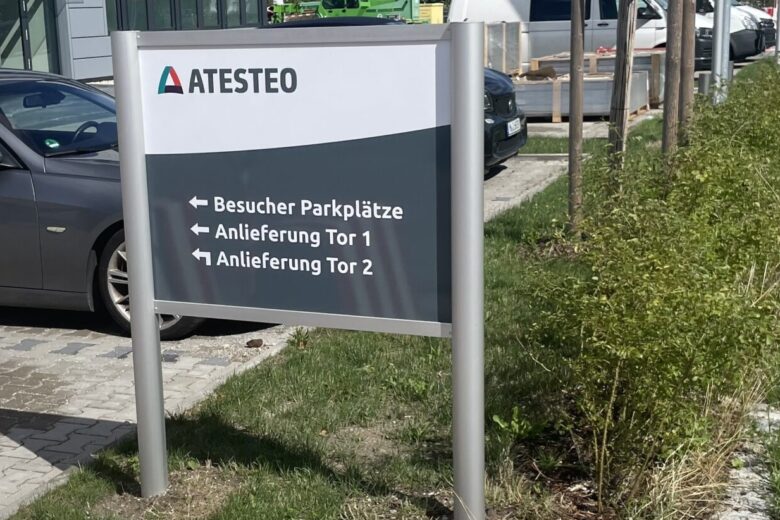 ATESTEO
Besucher Parkplätze
Anlieferung Tor 1
Anlieferung Tor 2